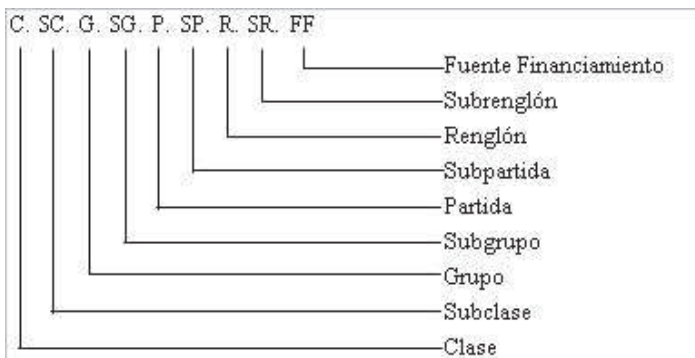 C. SC. G. SG. P. SP. R. SR. FF
Fuente Financiamiento
Subrenglón
Renglón
Subpartida
Partida
Subgrupo
Grupo
Subclase
Clase